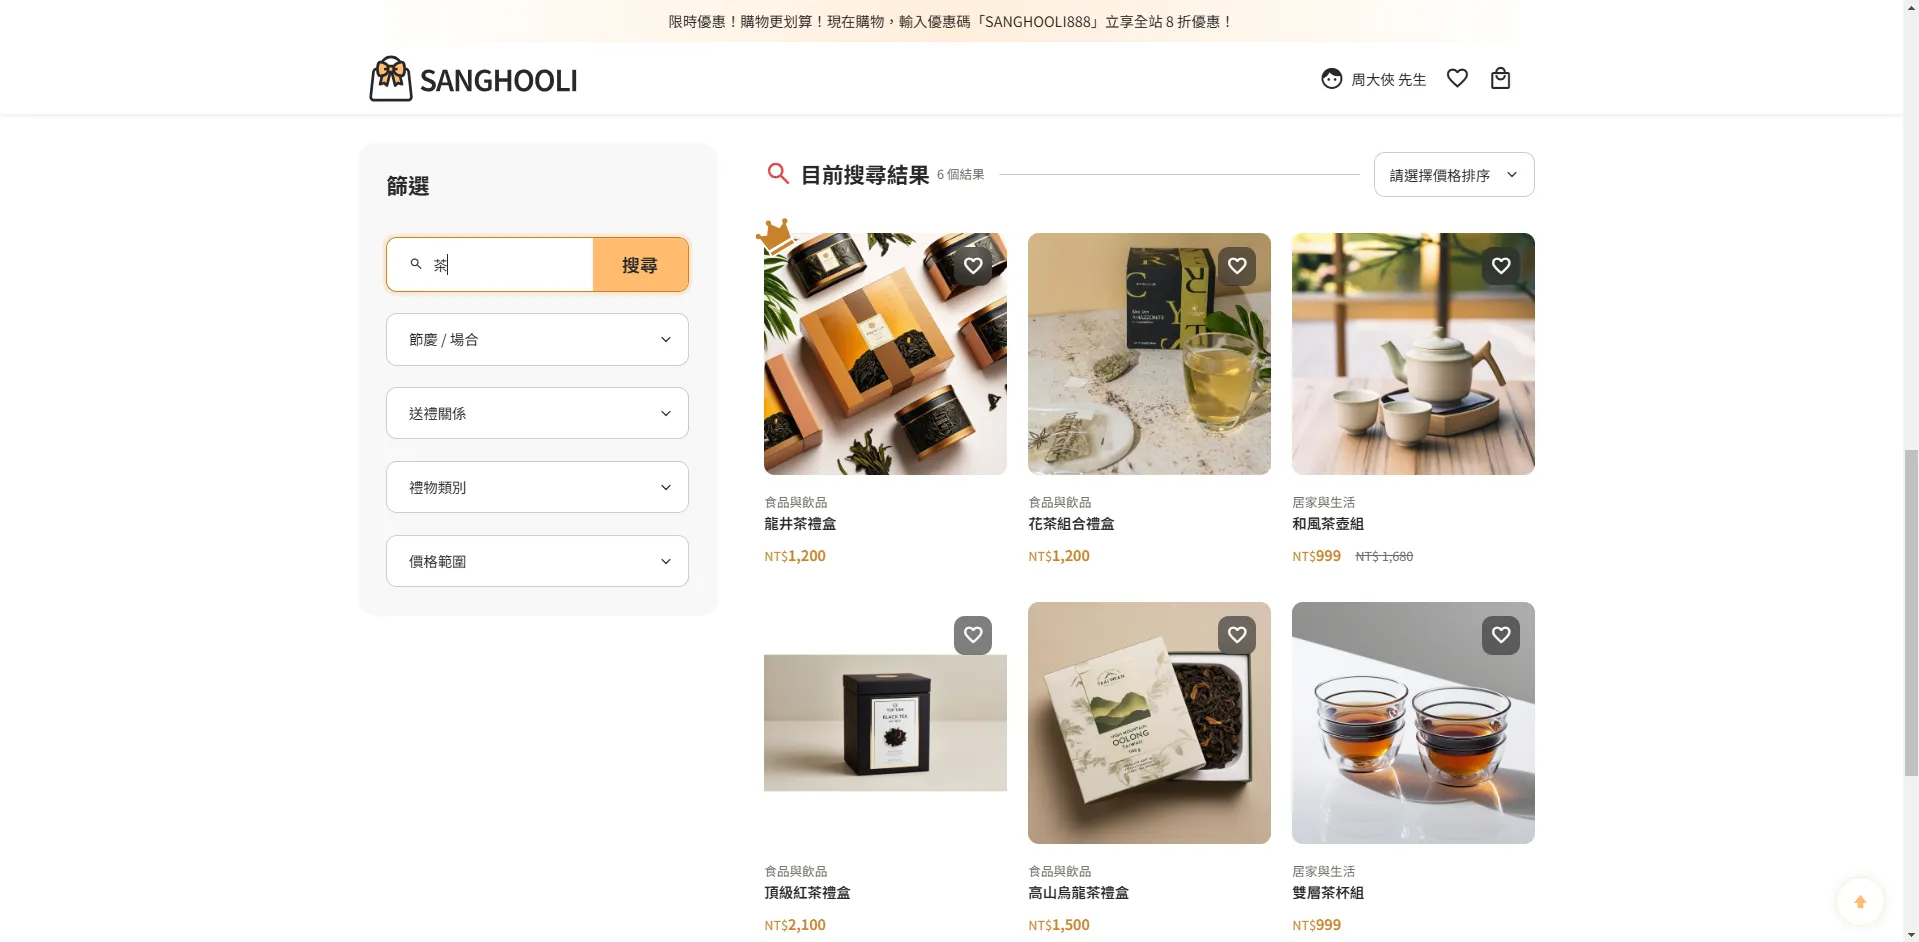 限時優惠！購物更划算！現在購物，輸入優惠碼「SANGHOOLI888」立享全站 8 折優惠！
SANGHOOLI
周大俠 先生
篩選
茶
搜尋
節慶 / 場合
送禮關係
禮物類別
價格範圍
目前搜尋結果 6 個結果
請選擇價格排序
食品與飲品
龍井茶禮盒
NT$1,200
食品與飲品
花茶組合禮盒
NT$1,200
居家與生活
和風茶壺組
NT$999 NT$ 1,680
BLACK TEA
食品與飲品
頂級紅茶禮盒
NT$2,100
HIGH MOUNTAIN
OOLONG
TAIWAN
食品與飲品
高山烏龍茶禮盒
NT$1,500
居家與生活
雙層茶杯組
NT$999